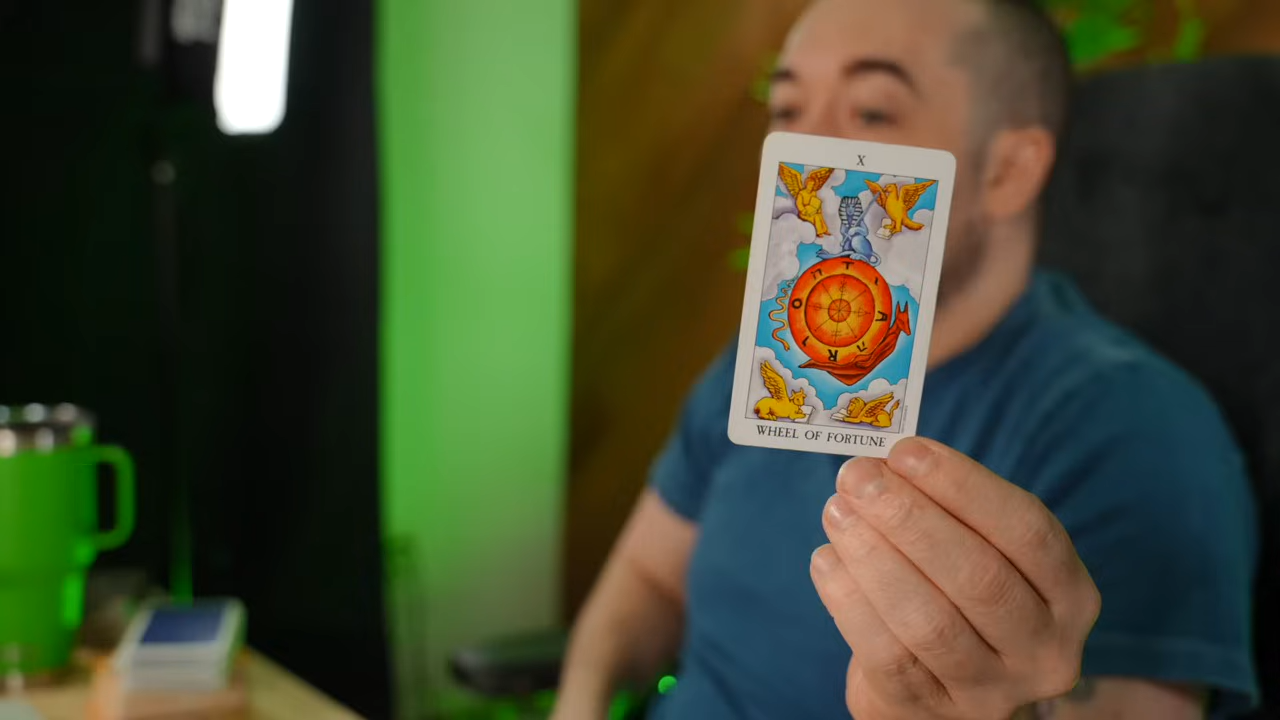 X
T י A ה R ו O ה
WHEEL OF FORTUNE